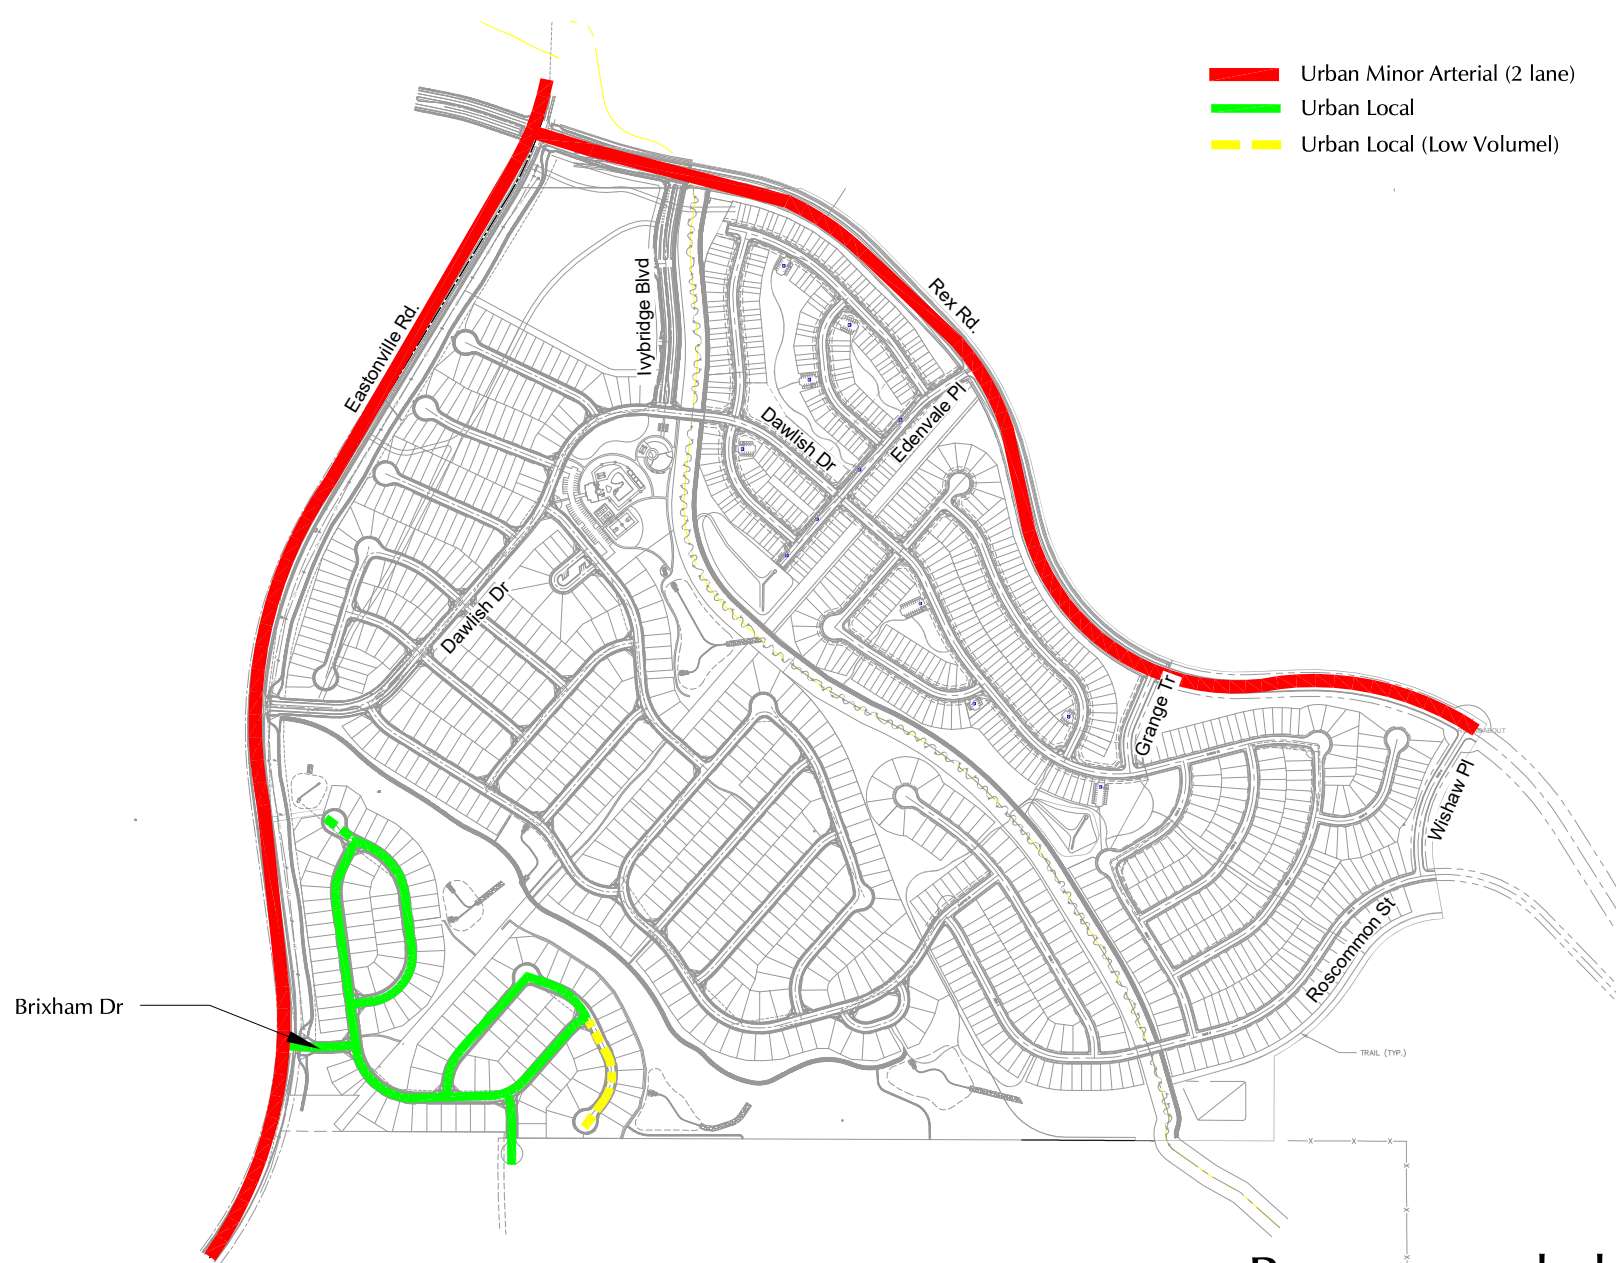 Urban Minor Arterial (2 lane)
Urban Local
Urban Local (Low Volumel)
Eastonville Rd.
Ivybridge Blvd
Rex Rd.
Dawlish Dr
Edenvale Pl
Dawlish Dr
Grange Tr
Wishaw Pl
Roscommon St
Brixham Dr
TRAIL (TYP.)